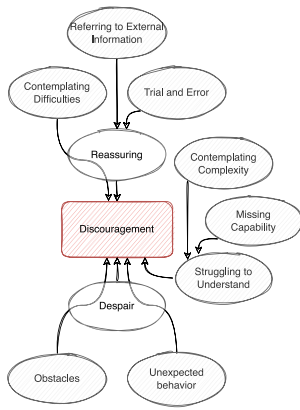 Referring to External
Information
Contemplating
Difficulties
Trial and Error
Reassuring
Contemplating
Complexity
Missing
Capability
Discouragement
Struggling to
Understand
Despair
Obstacles
Unexpected
behavior